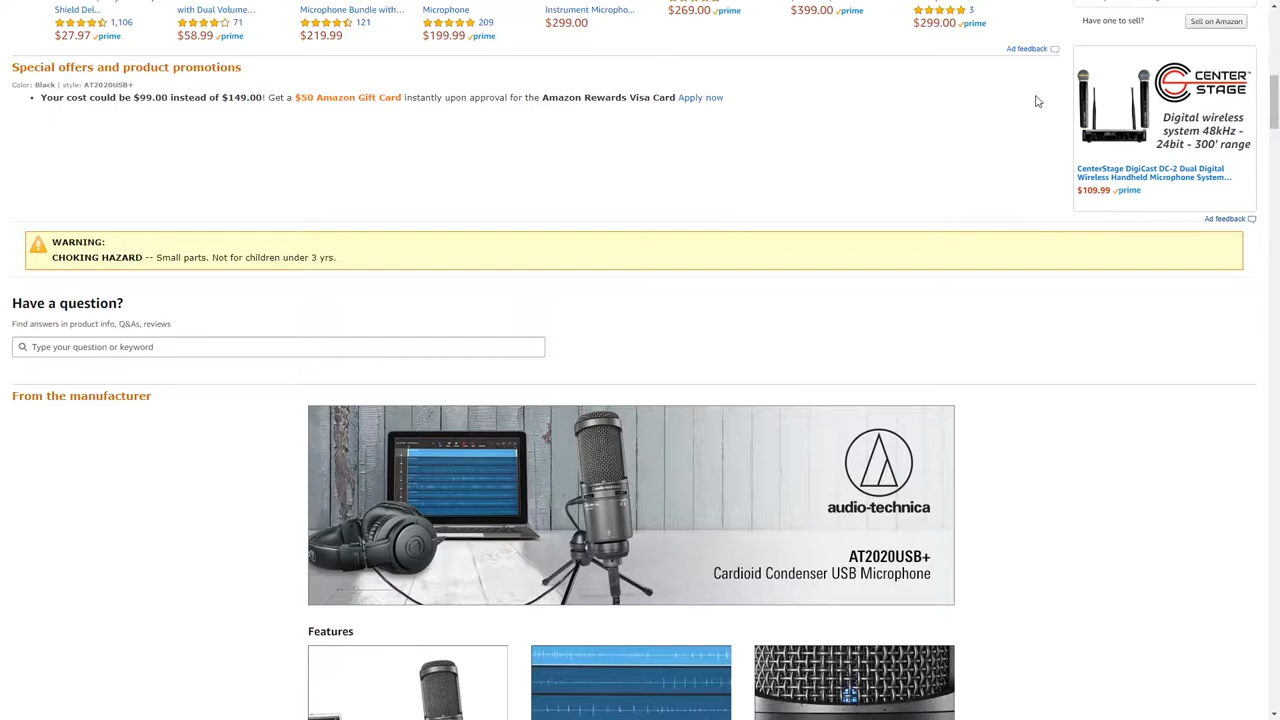 Shield Del...
with Dual Volume...
Microphone Bundle with...
Microphone
Instrument Micropho...
1,106
71
121
209
$299.00
$269.00 prime
$399.00 prime
3
$299.00 prime
$27.97 prime
$58.99 prime
$219.99
$199.99 prime
Have one to sell?
Sell on Amazon
Ad feedback
Special offers and product promotions
Color: Black | style: AT2020USB+
• Your cost could be $99.00 instead of $149.00! Get a $50 Amazon Gift Card instantly upon approval for the Amazon Rewards Visa Card Apply now
CENTER
STAGE
Digital wireless
system 48kHz -
24bit - 300' range
CenterStage DigiCast DC-2 Dual Digital
Wireless Handheld Microphone System...
$109.99 prime
Ad feedback
WARNING:
CHOKING HAZARD -- Small parts. Not for children under 3 yrs.
Have a question?
Find answers in product info, Q&As, reviews
Type your question or keyword
From the manufacturer
audio-technica
AT2020USB+
Cardioid Condenser USB Microphone
Features